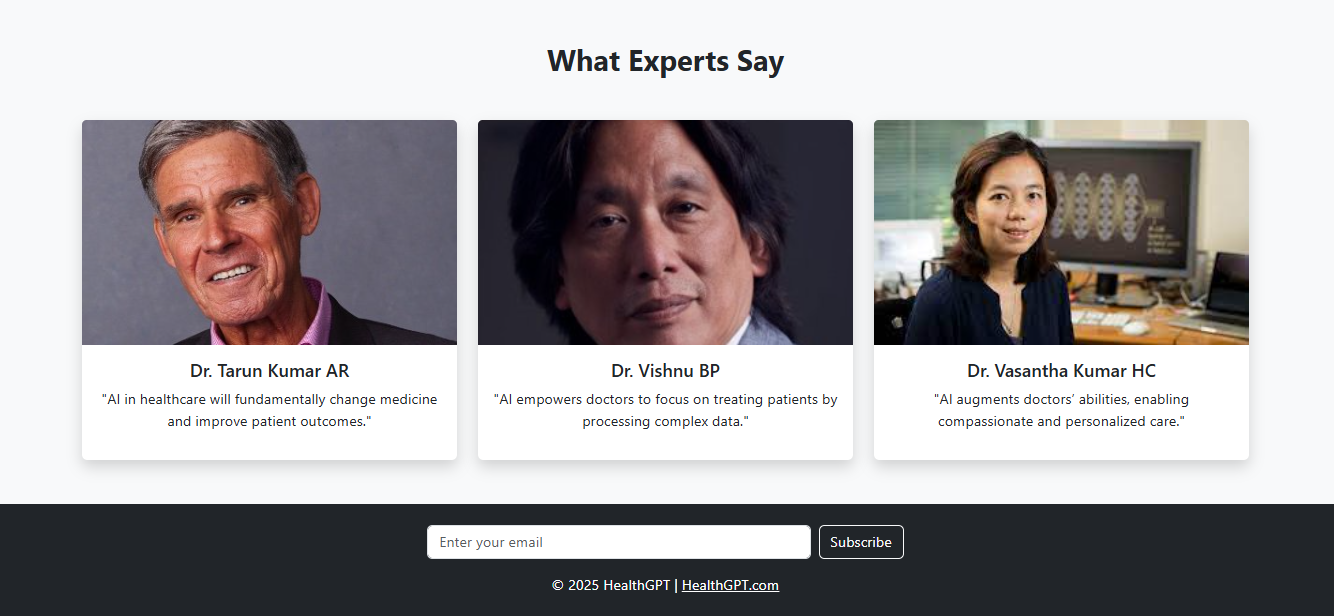 What Experts Say
Dr. Tarun Kumar AR
"AI in healthcare will fundamentally change medicine
and improve patient outcomes."
Dr. Vishnu BP
"AI empowers doctors to focus on treating patients by
processing complex data."
Dr. Vasantha Kumar HC
"AI augments doctors’ abilities, enabling
compassionate and personalized care."
Enter your email
Subscribe
© 2025 HealthGPT | HealthGPT.com